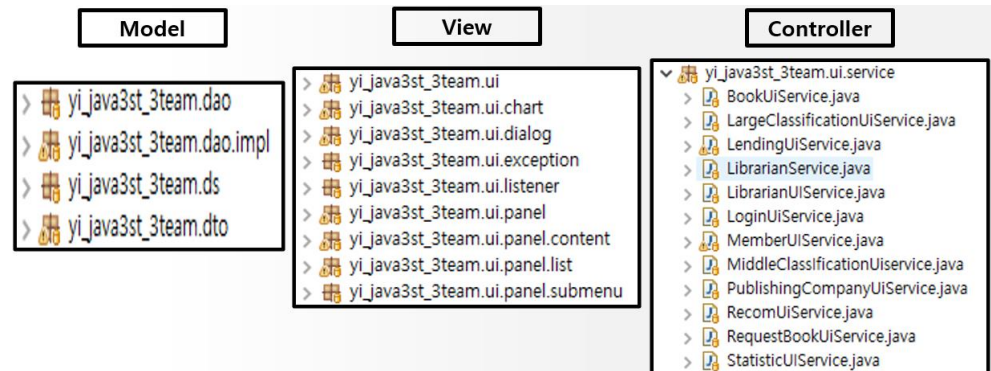 Model
yi_java3st_3team.dao
yi_java3st_3team.dao.impl
yi_java3st_3team.ds
yi_java3st_3team.dto
View
yi_java3st_3team.ui
yi_java3st_3team.ui.chart
yi_java3st_3team.ui.dialog
yi_java3st_3team.ui.exception
yi_java3st_3team.ui.listener
yi_java3st_3team.ui.panel
yi_java3st_3team.ui.panel.content
yi_java3st_3team.ui.panel.list
yi_java3st_3team.ui.panel.submenu
Controller
yi_java3st_3team.ui.service
BookUiService.java
LargeClassificationUiService.java
LendingUiService.java
LibrarianService.java
LibrarianUIService.java
LoginUiService.java
MemberUIService.java
MiddleClassIficationUiservice.java
PublishingCompanyUiService.java
RecomUiService.java
RequestBookUiService.java
StatisticUIService.java